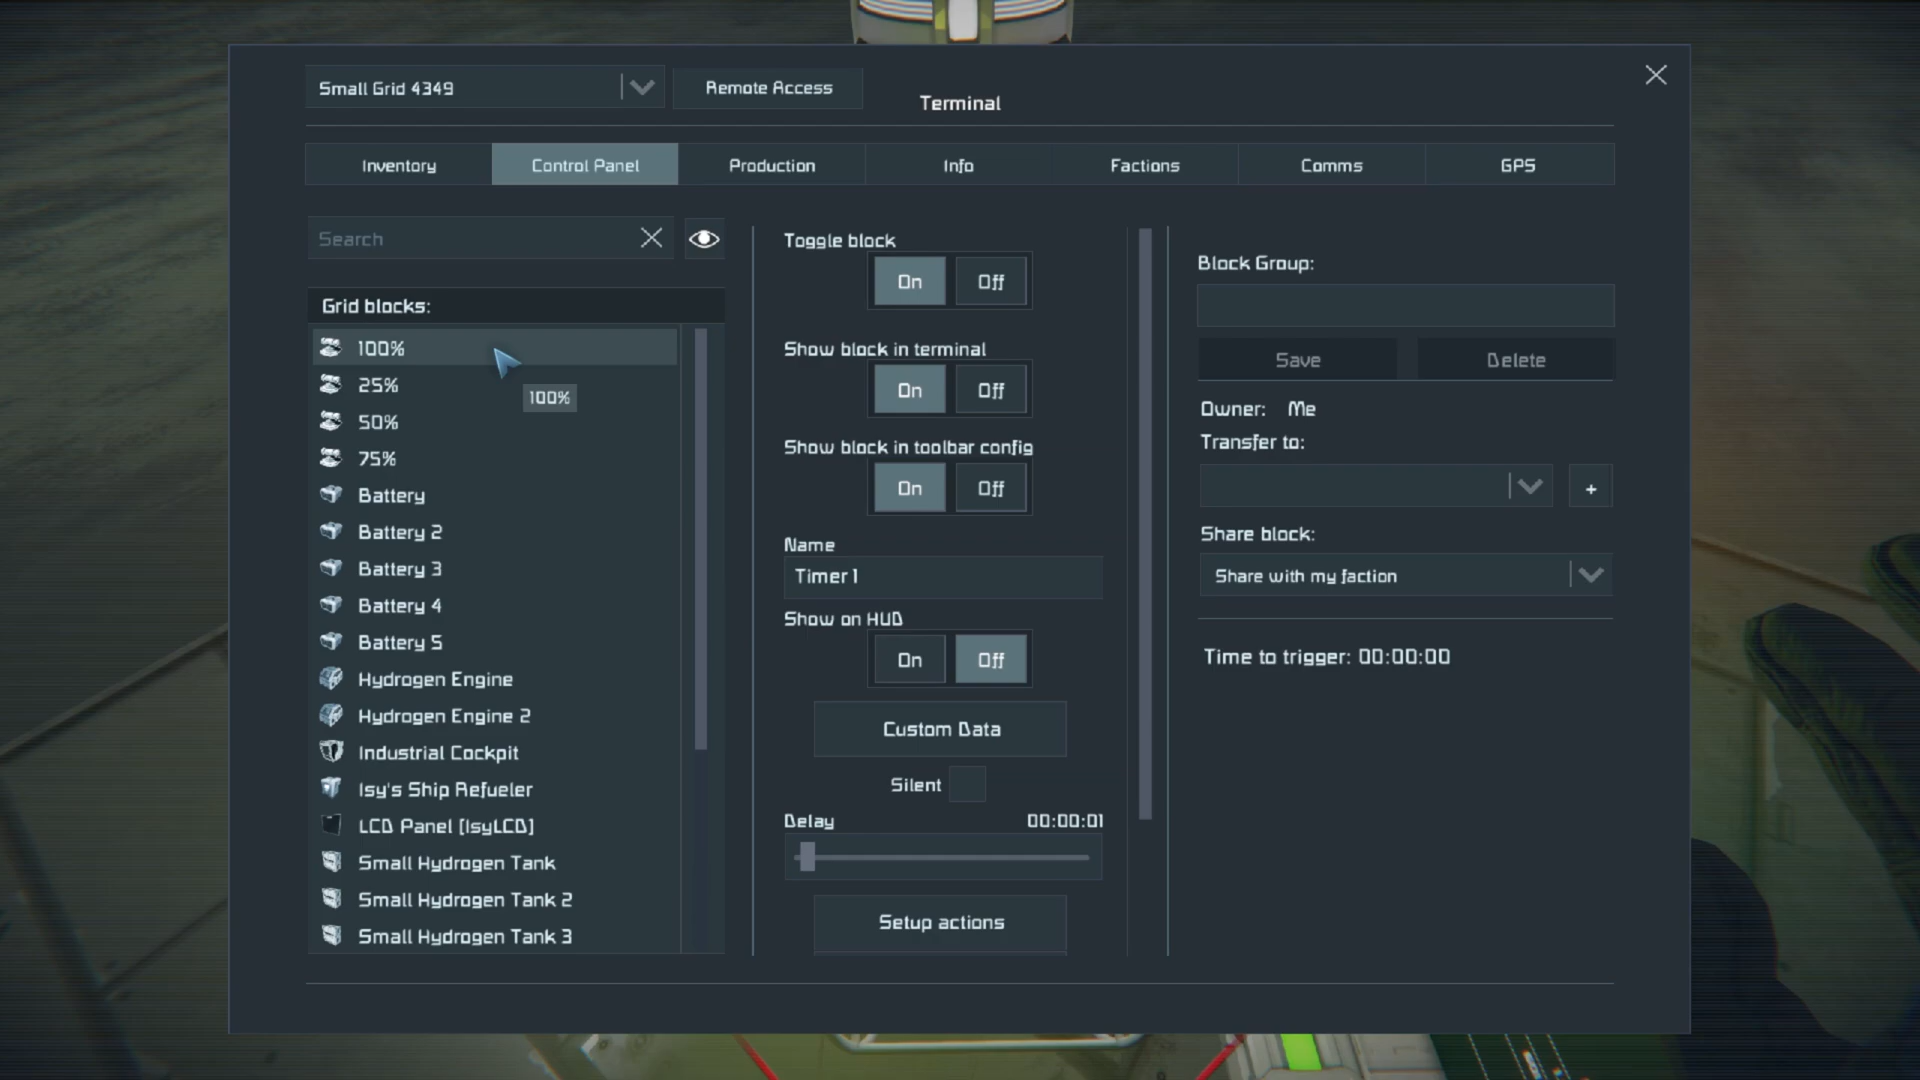 Small Grid 4349
Remote Access
Terminal
Inventory
Control Panel
Production
Info
Factions
Comms
GPS
Search
Grid blocks:
100%
25%
50%
75%
Battery
Battery 2
Battery 3
Battery 4
Battery 5
Hydrogen Engine
Hydrogen Engine 2
Industrial Cockpit
Isy's Ship Refueler
LCD Panel [IsyLCD]
Small Hydrogen Tank
Small Hydrogen Tank 2
Small Hydrogen Tank 3
100%
Toggle block
On Off
Show block in terminal
On Off
Show block in toolbar config
On Off
Name
Timer 1
Show on HUD
On Off
Custom Data
Silent
Delay 00:00:01
Setup actions
Block Group:
Save Delete
Owner: Me
Transfer to:
+
Share block:
Share with my faction
Time to trigger: 00:00:00